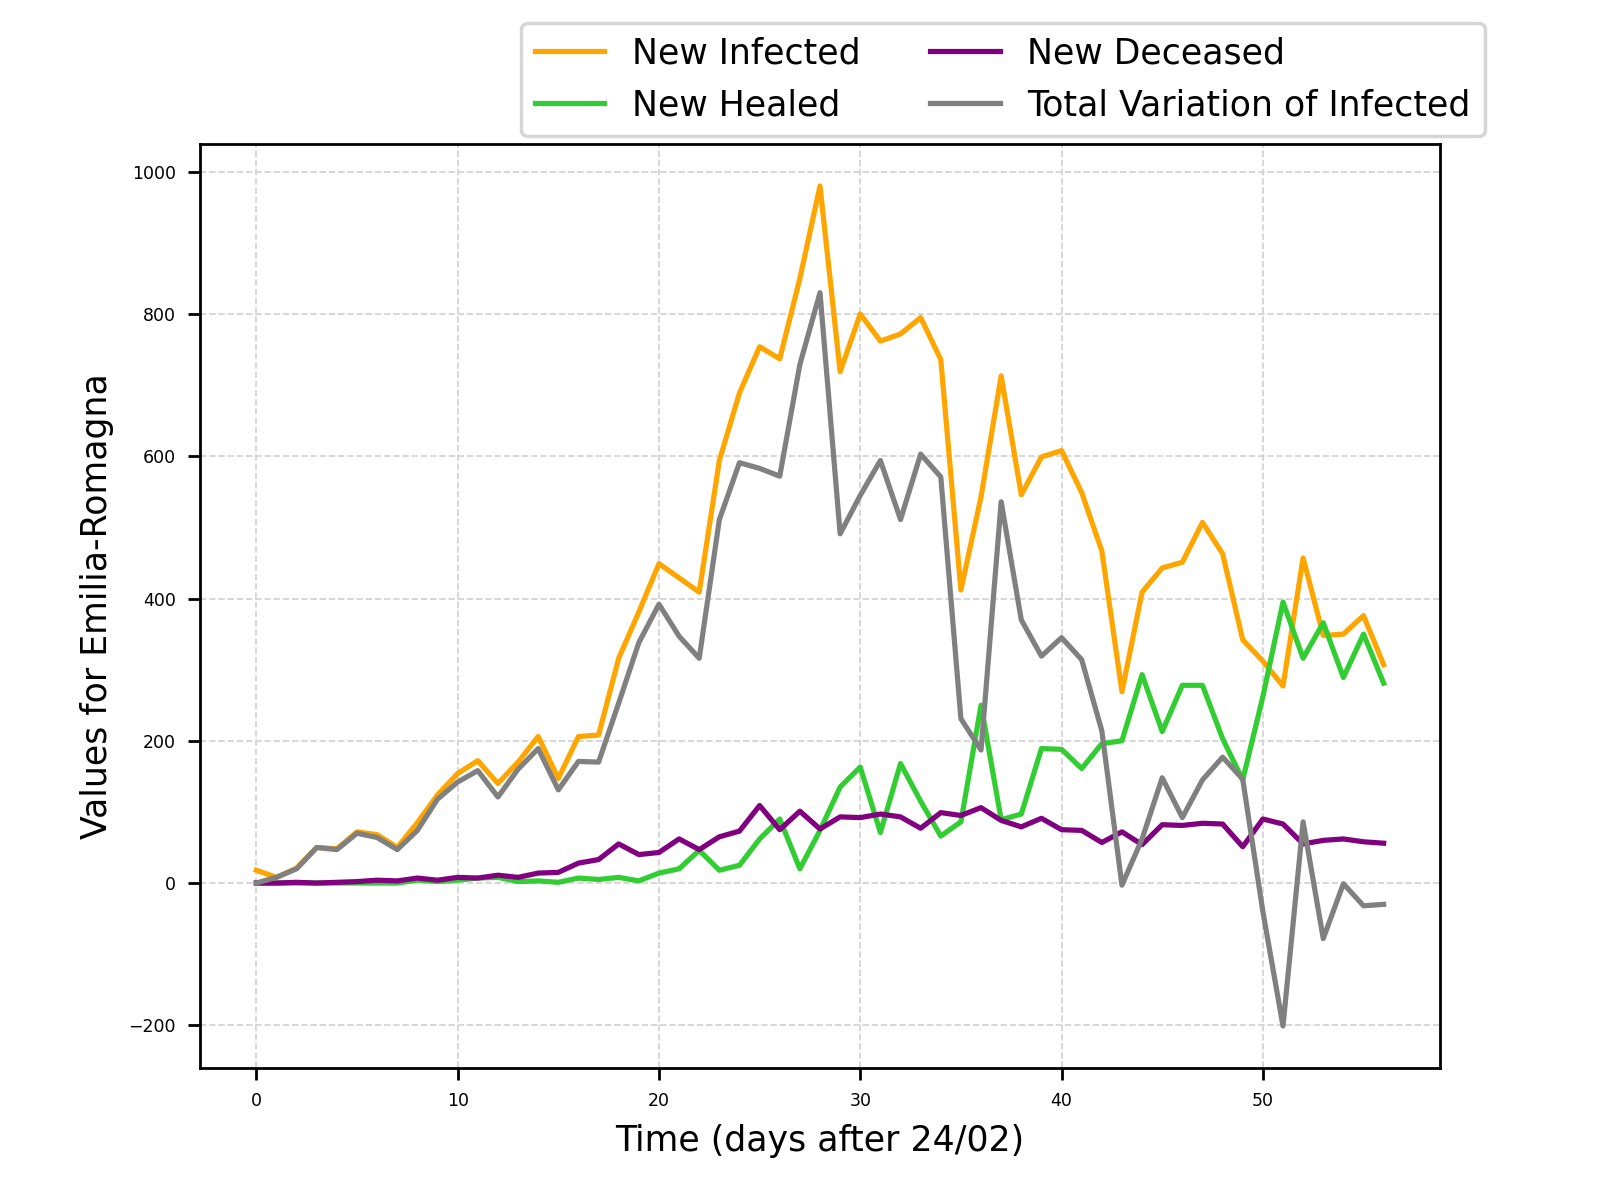 New Infected
New Healed
New Deceased
Total Variation of Infected
1000
800
600
400
200
0
−200
Values for Emilia-Romagna
0 10 20 30 40 50
Time (days after 24/02)